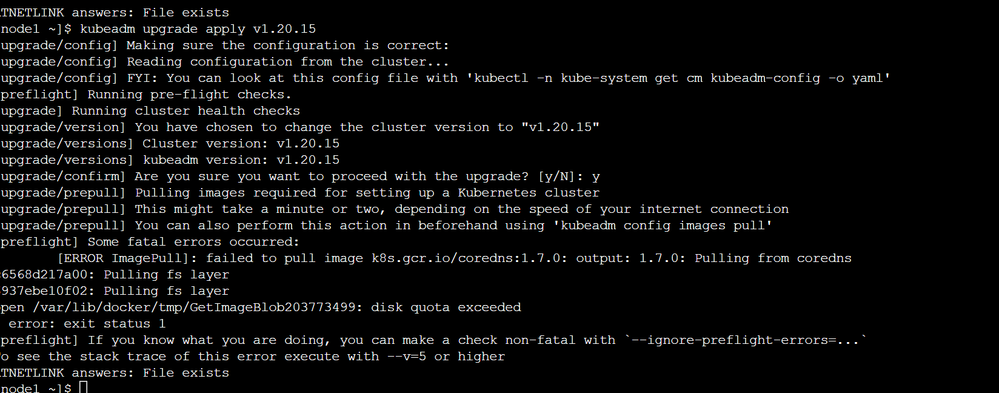 TNETLINK answers: File exists
node1 ~]$ kubeadm upgrade apply v1.20.15
upgrade/config] Making sure the configuration is correct:
upgrade/config] Reading configuration from the cluster...
upgrade/config] FYI: You can look at this config file with 'kubectl -n kube-system get cm kubeadm-config -o yaml'
preflight] Running pre-flight checks.
upgrade] Running cluster health checks
upgrade/version] You have chosen to change the cluster version to "v1.20.15"
upgrade/versions] Cluster version: v1.20.15
upgrade/versions] kubeadm version: v1.20.15
upgrade/confirm] Are you sure you want to proceed with the upgrade? [y/N]: y
upgrade/prepull] Pulling images required for setting up a Kubernetes cluster
upgrade/prepull] This might take a minute or two, depending on the speed of your internet connection
upgrade/prepull] You can also perform this action in beforehand using 'kubeadm config images pull'
preflight] Some fatal errors occurred:
[ERROR ImagePull]: failed to pull image k8s.gcr.io/coredns:1.7.0: output: 1.7.0: Pulling from coredns
6568d217a00: Pulling fs layer
937ebe10f02: Pulling fs layer
pen /var/lib/docker/tmp/GetImageBlob203773499: disk quota exceeded
error: exit status 1
preflight] If you know what you are doing, you can make a check non-fatal with `--ignore-preflight-errors=...`
o see the stack trace of this error execute with --v=5 or higher
TNETLINK answers: File exists
node1 ~]$